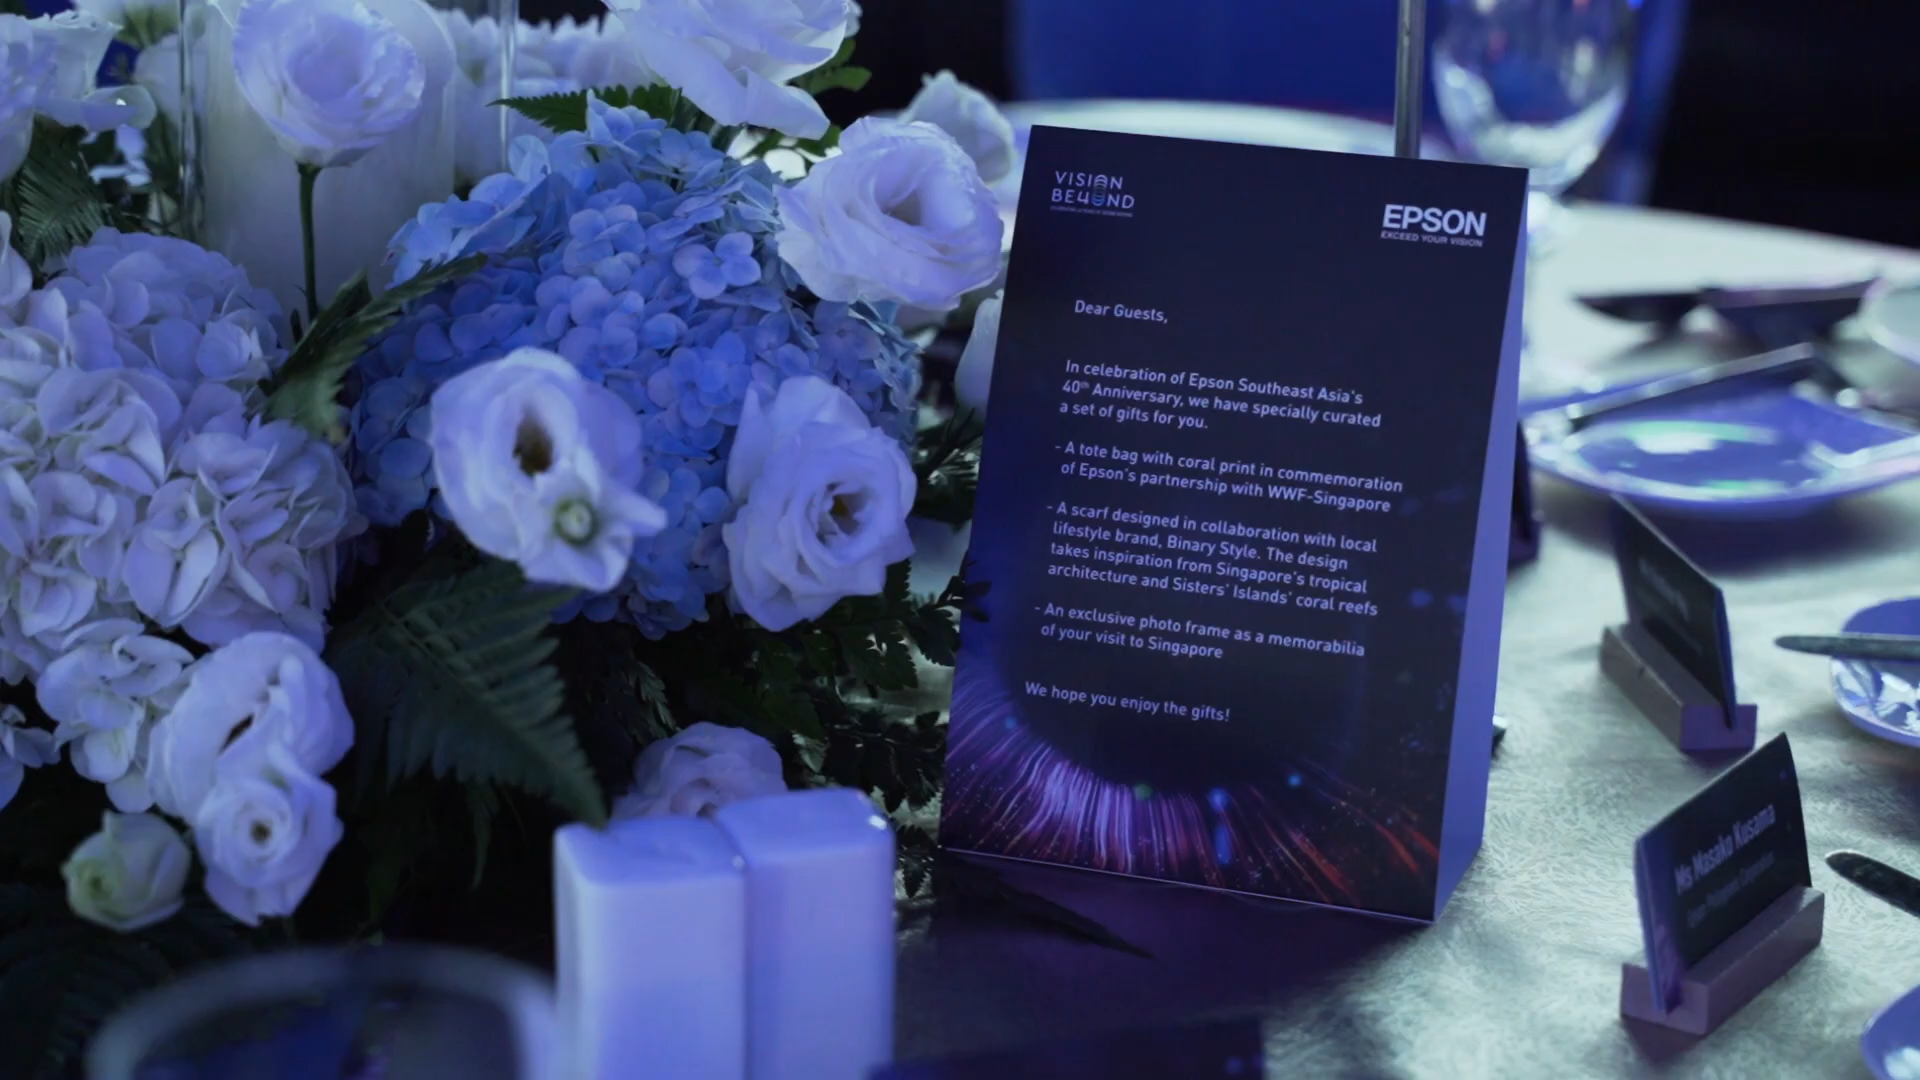 VISION
BE4OND
EPSON
EXCEED YOUR VISION
Dear Guests,
In celebration of Epson Southeast Asia's
40th Anniversary, we have specially curated
a set of gifts for you.
- A tote bag with coral print in commemoration
of Epson's partnership with WWF-Singapore
- A scarf designed in collaboration with local
lifestyle brand, Binary Style. The design
takes inspiration from Singapore's tropical
architecture and Sisters' Islands' coral reefs
- An exclusive photo frame as a memorabilia
of your visit to Singapore
We hope you enjoy the gifts!
Ms Masako Kusama